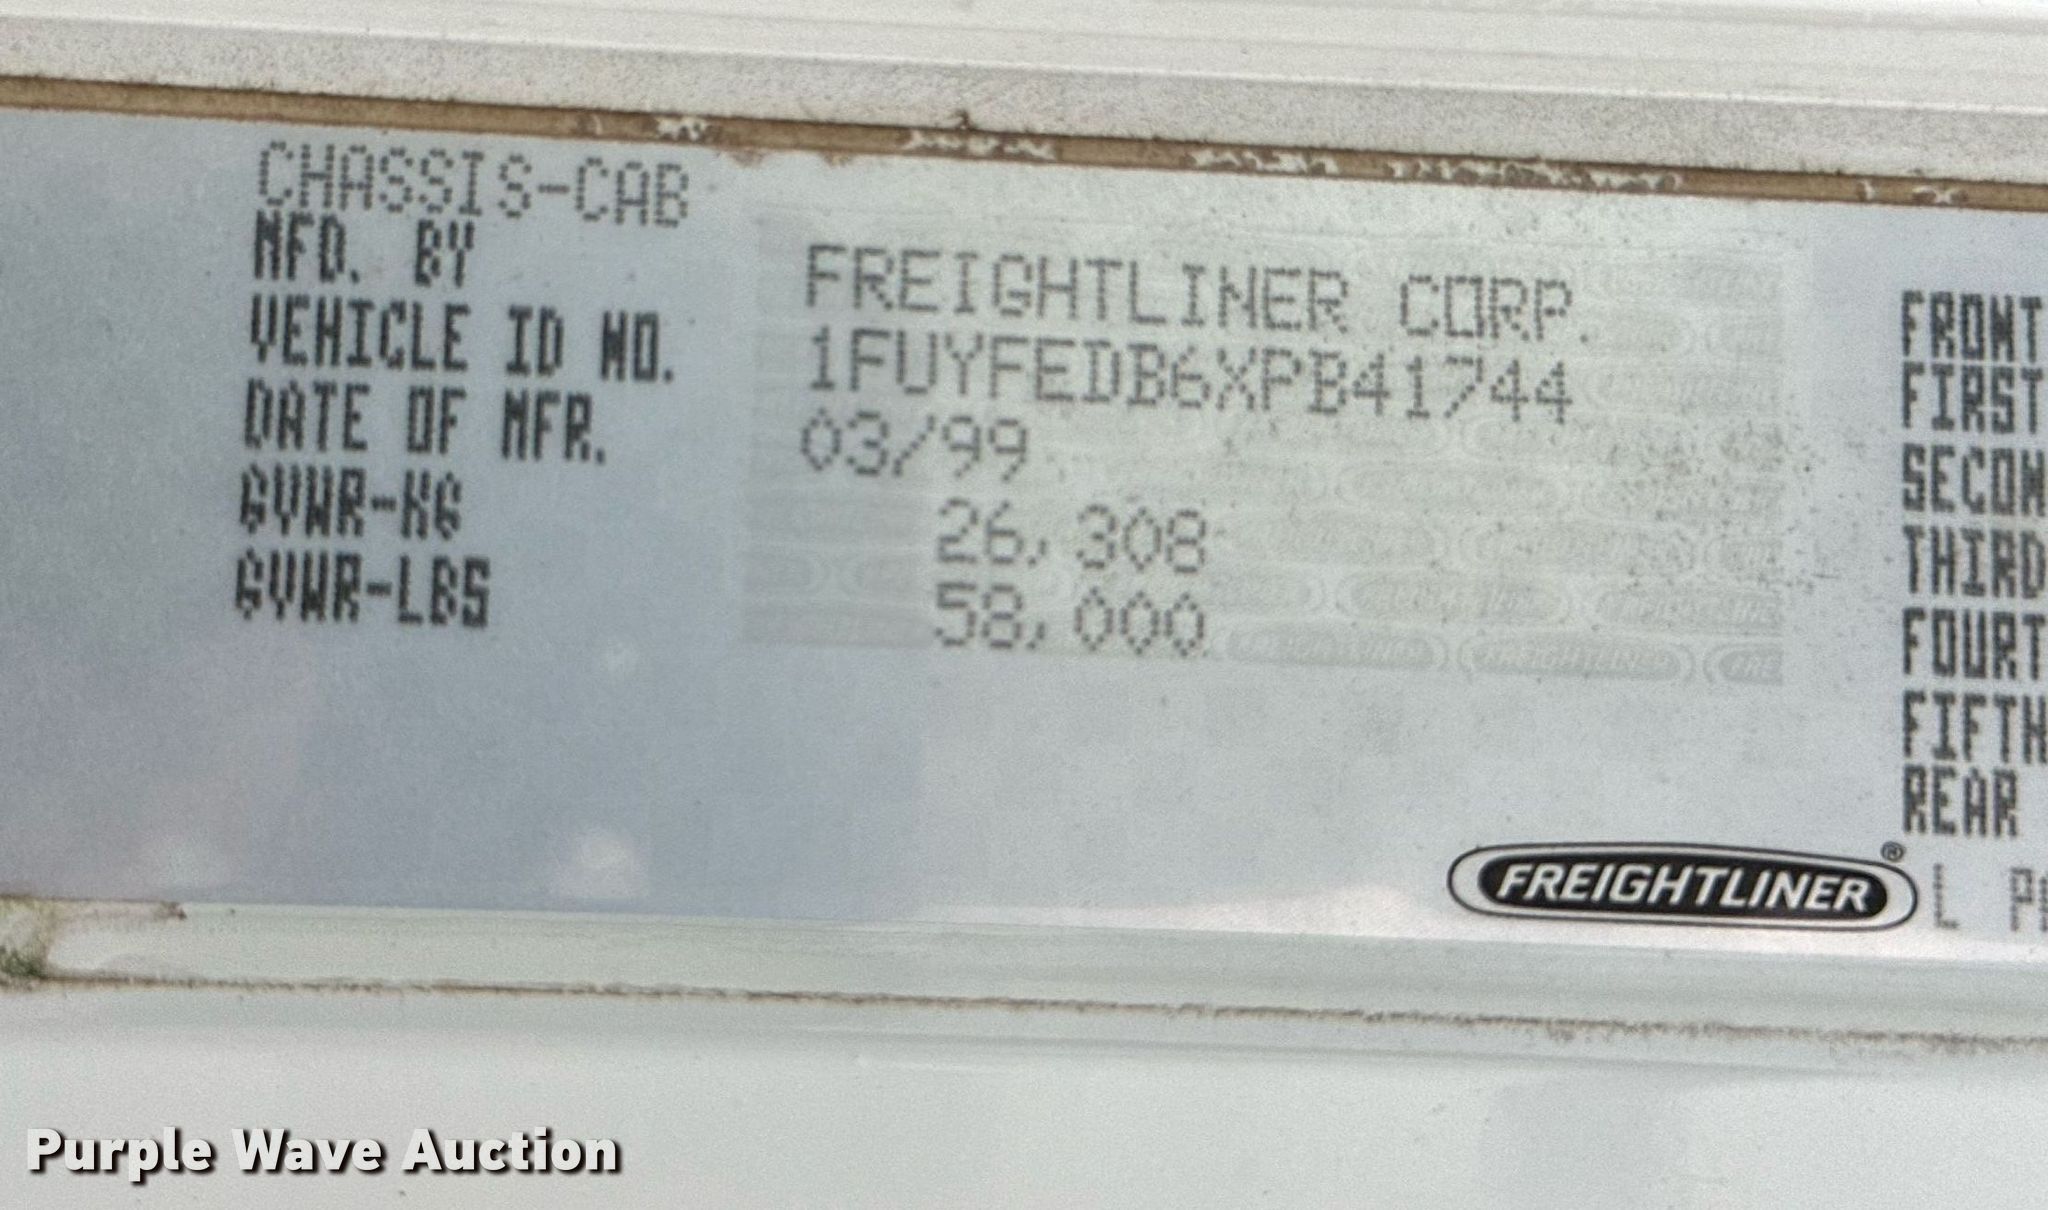 CHASSIS-CAB
MFD. BY FREIGHTLINER CORP.
VEHICLE ID NO. 1FUYFEDB6XPB41744
DATE OF MFR. 03/99
GVWR-KG 26,308
GVWR-LBS 58,000
FRONT
FIRST
SECON
THIRD
FOURT
FIFTH
REAR
FREIGHTLINER®
L PA
Purple Wave Auction